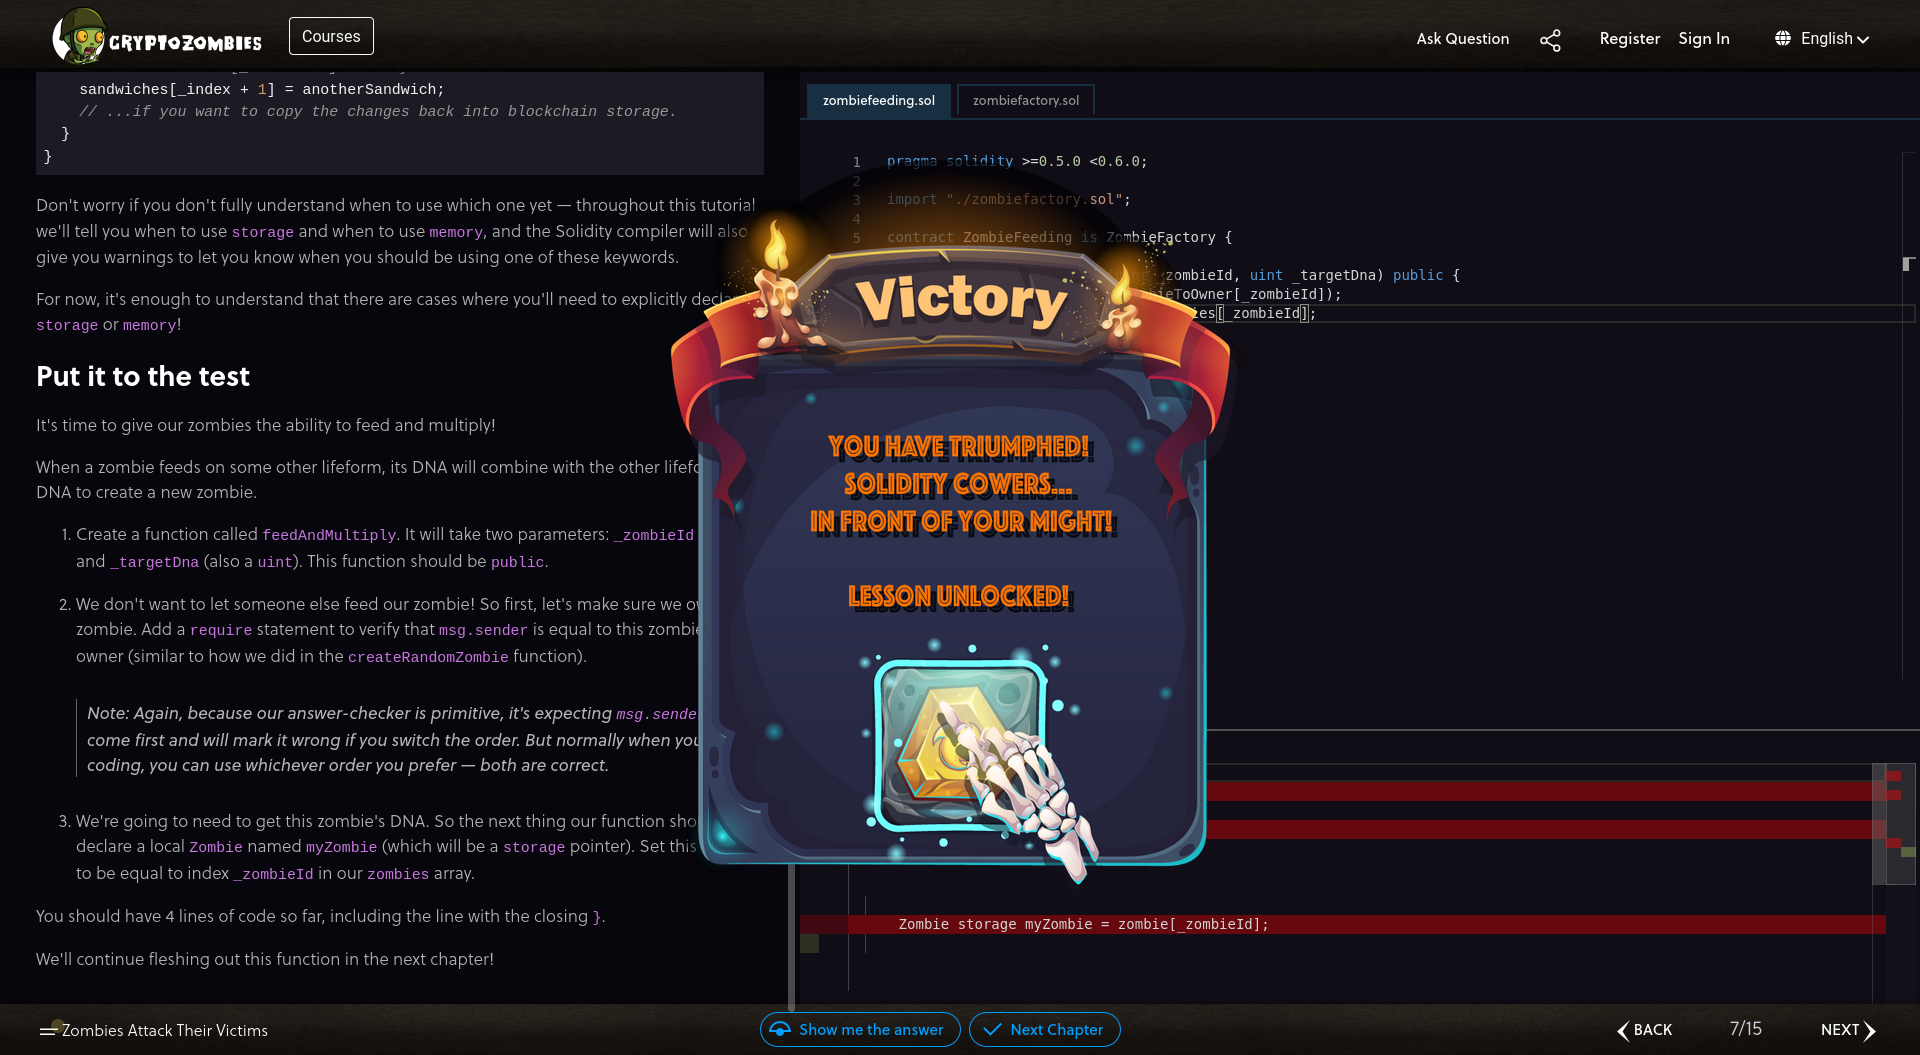 CRYPTOZOMBIES
Courses
Ask Question
Register
Sign In
English
sandwiches[_index + 1] = anotherSandwich;
// ...if you want to copy the changes back into blockchain storage.
}
}
Don't worry if you don't fully understand when to use which one yet — throughout this tutorial
we'll tell you when to use storage and when to use memory, and the Solidity compiler will also
give you warnings to let you know when you should be using one of these keywords.
For now, it's enough to understand that there are cases where you'll need to explicitly decla
storage or memory!
Put it to the test
It's time to give our zombies the ability to feed and multiply!
When a zombie feeds on some other lifeform, its DNA will combine with the other lifefo
DNA to create a new zombie.
1. Create a function called feedAndMultiply. It will take two parameters: _zombieId
and _targetDna (also a uint). This function should be public.
2. We don't want to let someone else feed our zombie! So first, let's make sure we ow
zombie. Add a require statement to verify that msg.sender is equal to this zombie
owner (similar to how we did in the createRandomZombie function).
Note: Again, because our answer-checker is primitive, it's expecting msg.sende
come first and will mark it wrong if you switch the order. But normally when you
coding, you can use whichever order you prefer — both are correct.
3. We're going to need to get this zombie's DNA. So the next thing our function sho
declare a local Zombie named myZombie (which will be a storage pointer). Set this
to be equal to index _zombieId in our zombies array.
You should have 4 lines of code so far, including the line with the closing }.
We'll continue fleshing out this function in the next chapter!
zombiefeeding.sol
zombiefactory.sol
1 pragma solidity >=0.5.0 <0.6.0;
2
3 import "./zombiefactory.sol";
4
5 contract ZombieFeeding is ZombieFactory {
zombieId, uint _targetDna) public {
bieToOwner[_zombieId]);
ies[_zombieId];
Victory
YOU HAVE TRIUMPHED!
SOLIDITY COWERS...
IN FRONT OF YOUR MIGHT!
LESSON UNLOCKED!
Zombie storage myZombie = zombie[_zombieId];
Zombies Attack Their Victims
Show me the answer
Next Chapter
BACK
7/15
NEXT